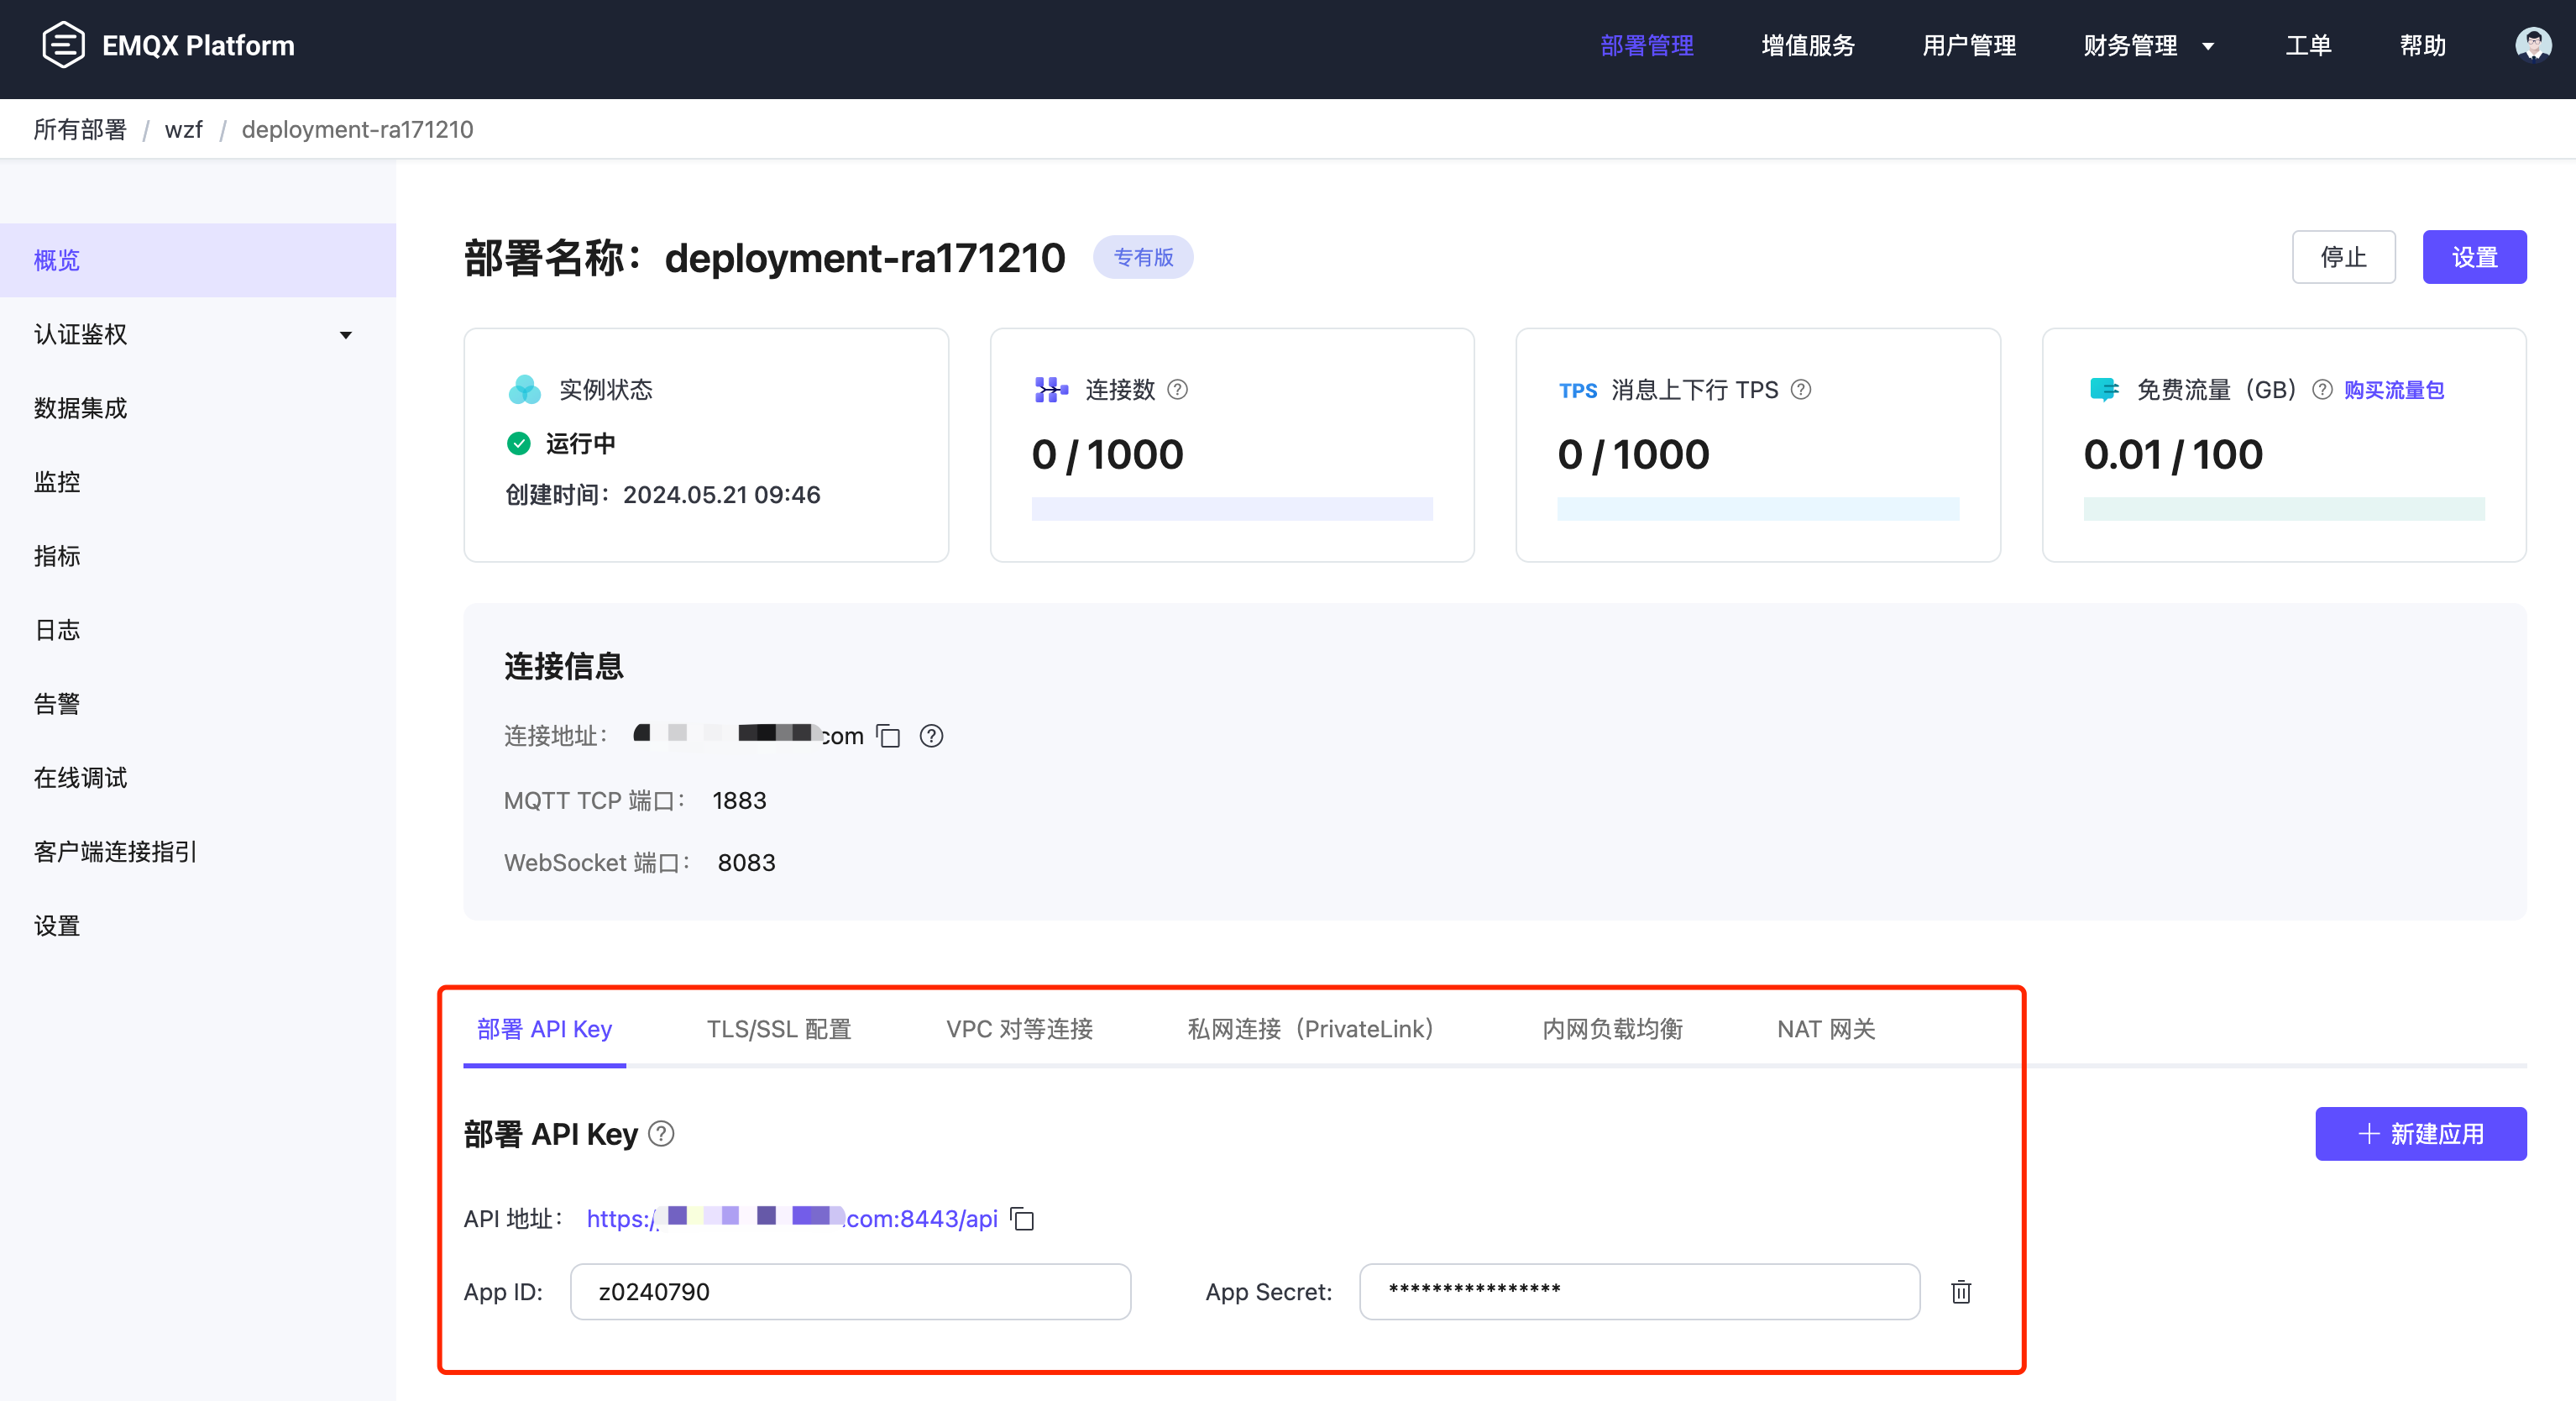 EMQX Platform
部署管理 增值服务 用户管理 财务管理 工单 帮助
所有部署 / wzf / deployment-ra171210
概览
认证鉴权
数据集成
监控
指标
日志
告警
在线调试
客户端连接指引
设置
部署名称：deployment-ra171210 专有版
停止 设置
实例状态
运行中
创建时间：2024.05.21 09:46
连接数
0 / 1000
TPS 消息上下行 TPS
0 / 1000
免费流量（GB） 购买流量包
0.01 / 100
连接信息
连接地址： com
MQTT TCP 端口： 1883
WebSocket 端口： 8083
部署 API Key TLS/SSL 配置 VPC 对等连接 私网连接（PrivateLink） 内网负载均衡 NAT 网关
部署 API Key
新建应用
API 地址： https:/ .com:8443/api
App ID: z0240790 App Secret: ****************